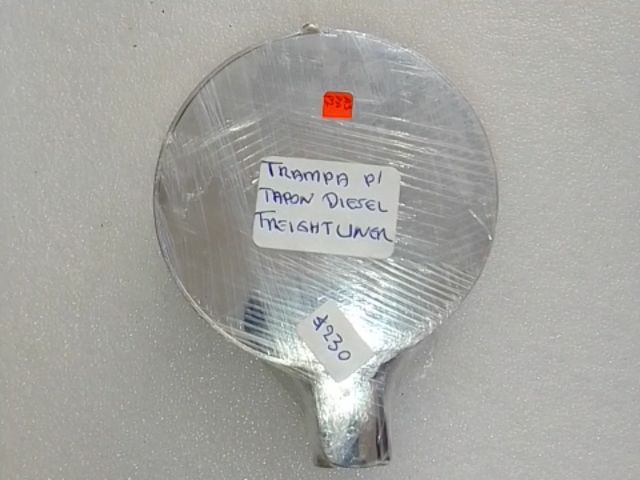 TRAMPA P/
TAPON DIESEL
FREIGHTLINER
$230